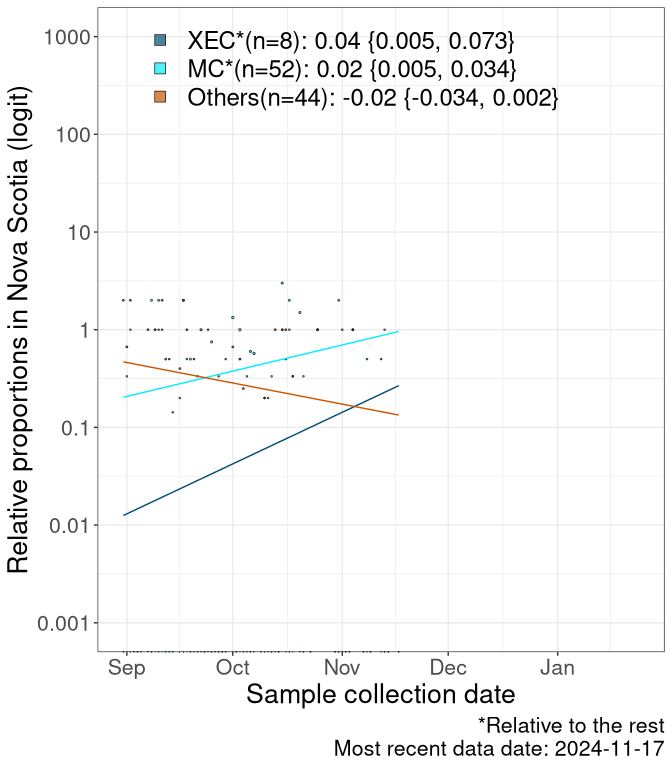 XEC*(n=8): 0.04 {0.005, 0.073}
MC*(n=52): 0.02 {0.005, 0.034}
Others(n=44): -0.02 {-0.034, 0.002}
Relative proportions in Nova Scotia (logit)
1000
100
10
1
0.1
0.01
0.001
Sep Oct Nov Dec Jan
Sample collection date
*Relative to the rest
Most recent data date: 2024-11-17